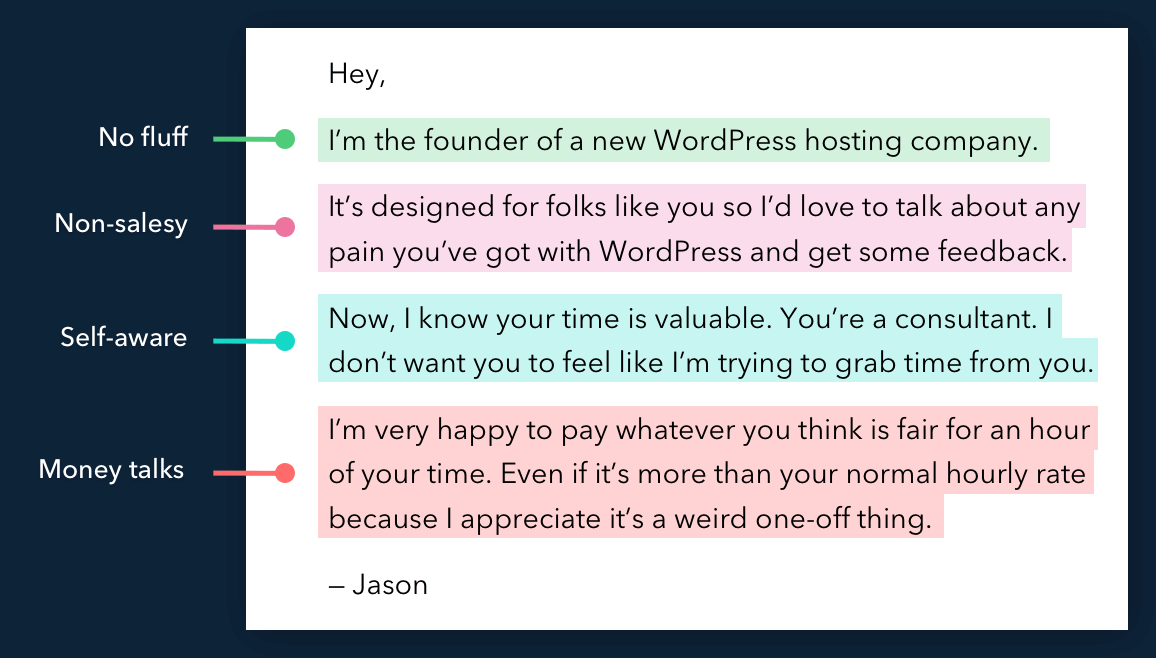 Hey,
No fluff
I’m the founder of a new WordPress hosting company.
Non-salesy
It’s designed for folks like you so I’d love to talk about any
pain you’ve got with WordPress and get some feedback.
Self-aware
Now, I know your time is valuable. You’re a consultant. I
don’t want you to feel like I’m trying to grab time from you.
Money talks
I’m very happy to pay whatever you think is fair for an hour
of your time. Even if it’s more than your normal hourly rate
because I appreciate it’s a weird one-off thing.
– Jason